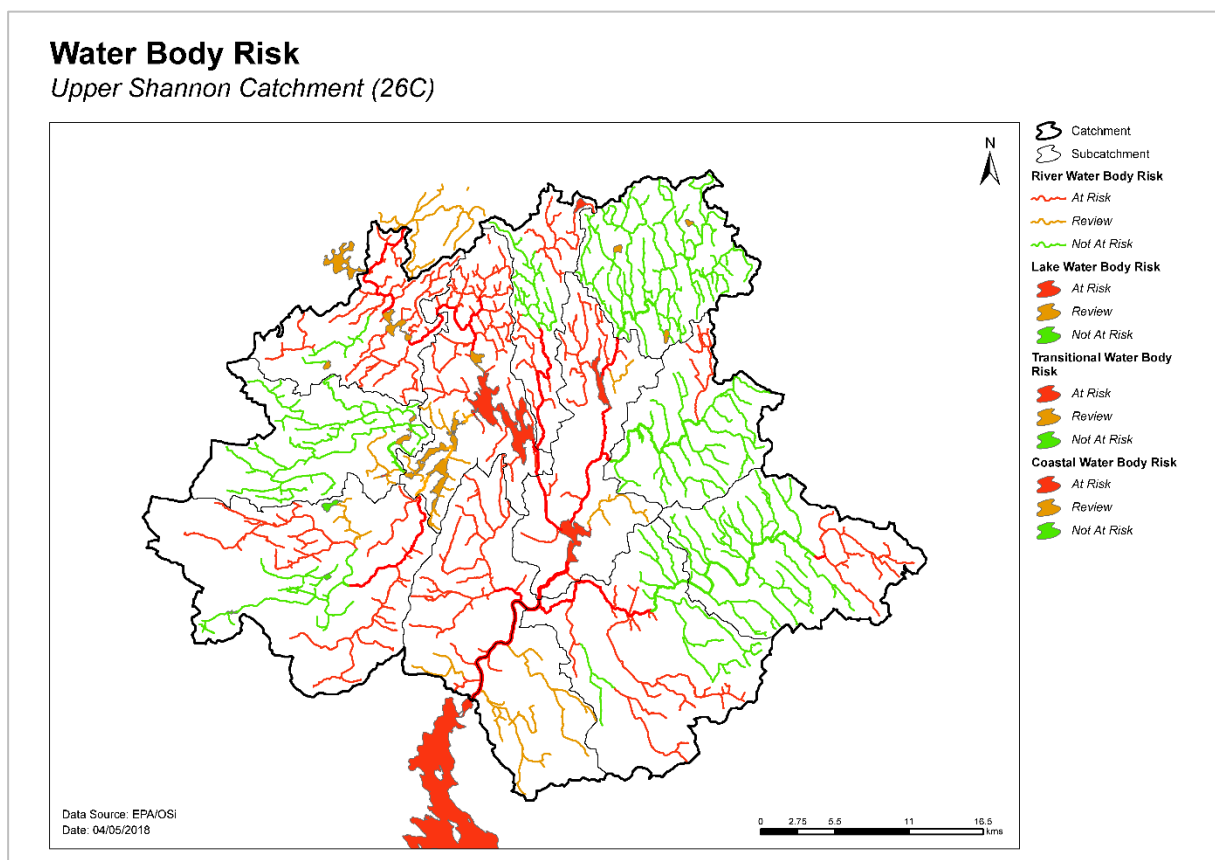 Water Body Risk
Upper Shannon Catchment (26C)
N
Catchment
Subcatchment
River Water Body Risk
At Risk
Review
Not At Risk
Lake Water Body Risk
At Risk
Review
Not At Risk
Transitional Water Body
Risk
At Risk
Review
Not At Risk
Coastal Water Body Risk
At Risk
Review
Not At Risk
Data Source: EPA/OSi
Date: 04/05/2018
0 2.75 5.5 11 16.5
kms